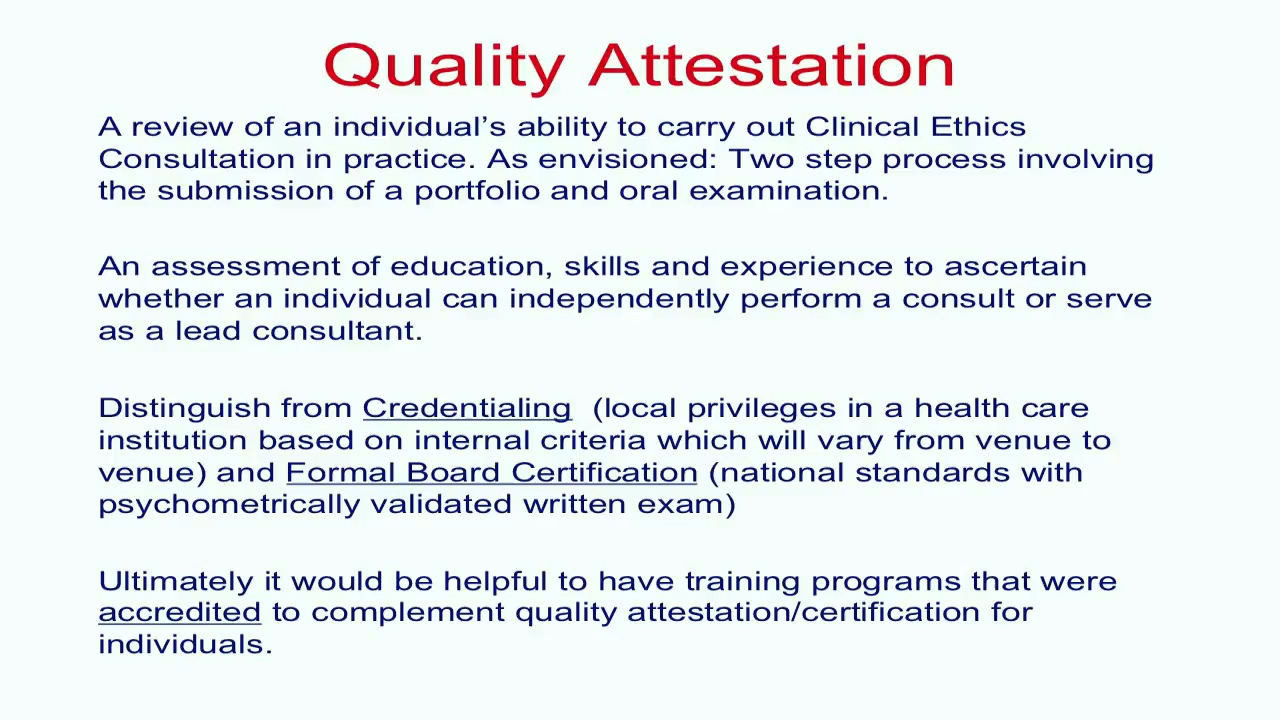 Quality Attestation
A review of an individual’s ability to carry out Clinical Ethics
Consultation in practice. As envisioned: Two step process involving
the submission of a portfolio and oral examination.
An assessment of education, skills and experience to ascertain
whether an individual can independently perform a consult or serve
as a lead consultant.
Distinguish from Credentialing (local privileges in a health care
institution based on internal criteria which will vary from venue to
venue) and Formal Board Certification (national standards with
psychometrically validated written exam)
Ultimately it would be helpful to have training programs that were
accredited to complement quality attestation/certification for
individuals.